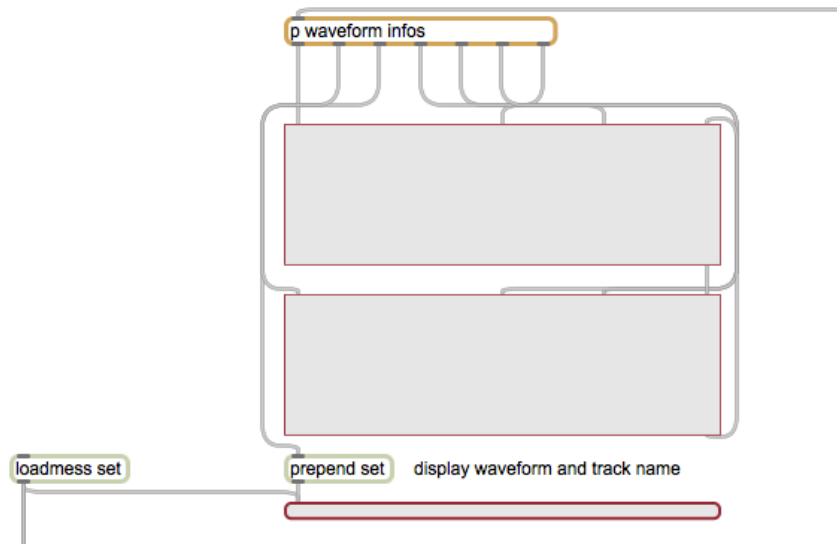 p waveform infos
loadmess set
prepend set
display waveform and track name